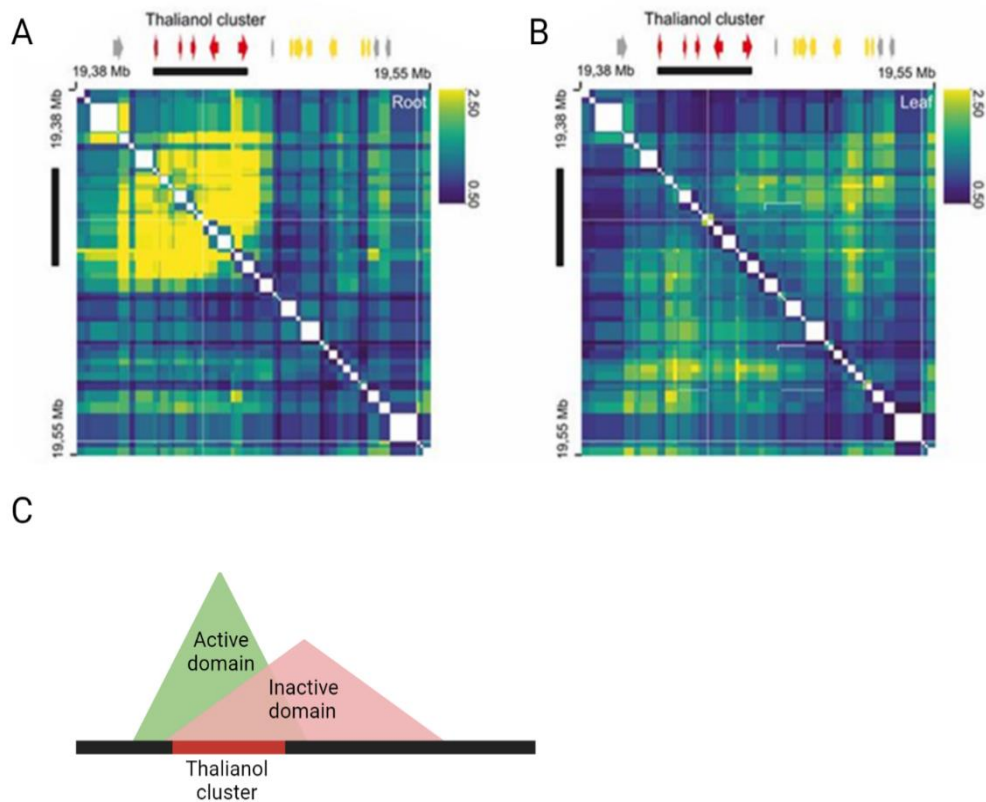 A
Thalianol cluster
19,38 Mb
19,55 Mb
19,38 Mb
19,55 Mb
Root
2.50
0.50
B
Thalianol cluster
19,38 Mb
19,55 Mb
19,38 Mb
19,55 Mb
Leaf
2.50
0.50
C
Active
domain
Inactive
domain
Thalianol
cluster